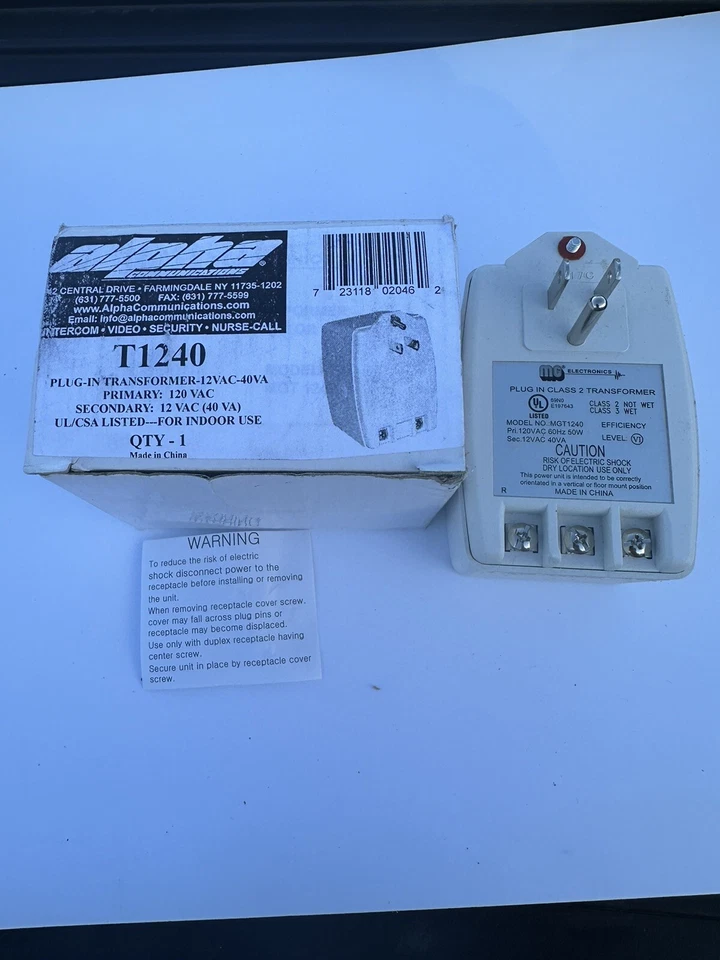 alpha
COMMUNICATIONS
42 CENTRAL DRIVE • FARMINGDALE NY 11735-1202
(631) 777-5500 FAX: (631) 777-5599
www.AlphaCommunications.com
Email: info@alphacommunications.com
INTERCOM • VIDEO • SECURITY • NURSE-CALL
7 23118 02046 2
T1240
PLUG-IN TRANSFORMER-12VAC-40VA
PRIMARY: 120 VAC
SECONDARY: 12 VAC (40 VA)
UL/CSA LISTED---FOR INDOOR USE
QTY - 1
Made in China
WARNING
To reduce the risk of electric
shock disconnect power to the
receptacle before installing or removing
the unit.
When removing receptacle cover screw,
cover may fall across plug pins or
receptacle may become displaced.
Use only with duplex receptacle having
center screw.
Secure unit in place by receptacle cover
screw.
MG ELECTRONICS
PLUG IN CLASS 2 TRANSFORMER
UL LISTED
59N0
E197643
CLASS 2 NOT WET
CLASS 3 WET
MODEL NO.:MGT1240
Pri.120VAC 60Hz 50W
Sec.12VAC 40VA
EFFICIENCY
LEVEL: VI
CAUTION
RISK OF ELECTRIC SHOCK
DRY LOCATION USE ONLY
This power unit is intended to be correctly
orientated in a vertical or floor mount position
R MADE IN CHINA